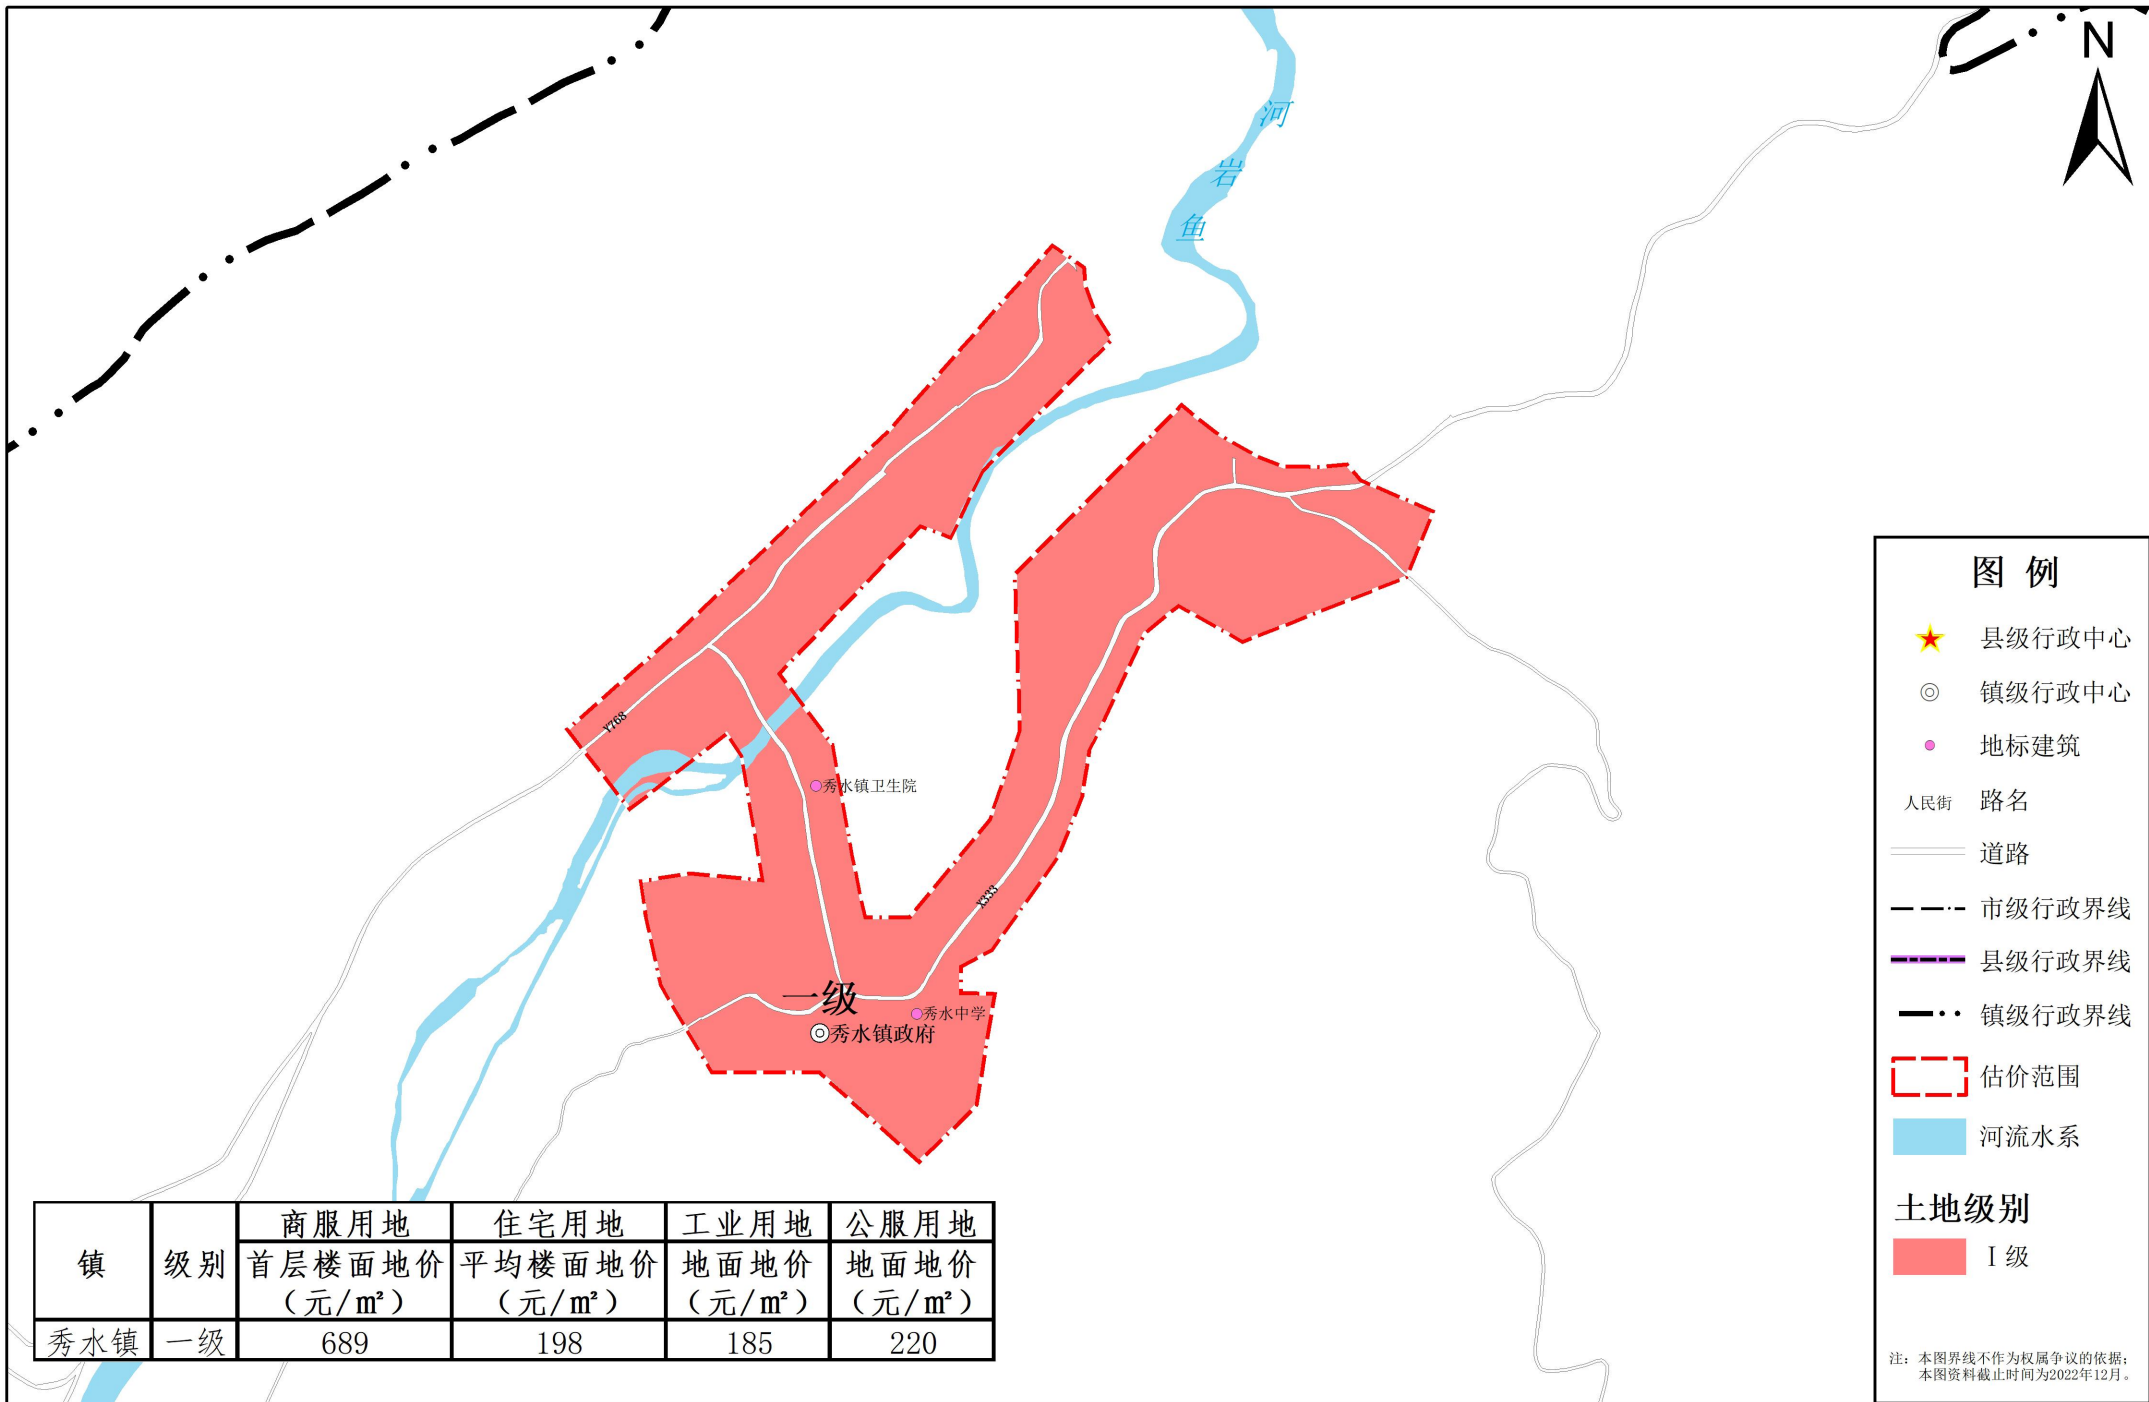 N
河
岩
鱼
Y768
秀水镇卫生院
X333
一级
秀水中学
秀水镇政府
图 例
县级行政中心
镇级行政中心
地标建筑
人民街 路名
道路
市级行政界线
县级行政界线
镇级行政界线
估价范围
河流水系
土地级别
Ⅰ级
注：本图界线不作为权属争议的依据；
本图资料截止时间为2022年12月。
镇 级别 商服用地 住宅用地 工业用地 公服用地
首层楼面地价 平均楼面地价 地面地价 地面地价
（元/㎡） （元/㎡） （元/㎡） （元/㎡）
秀水镇 一级 689 198 185 220